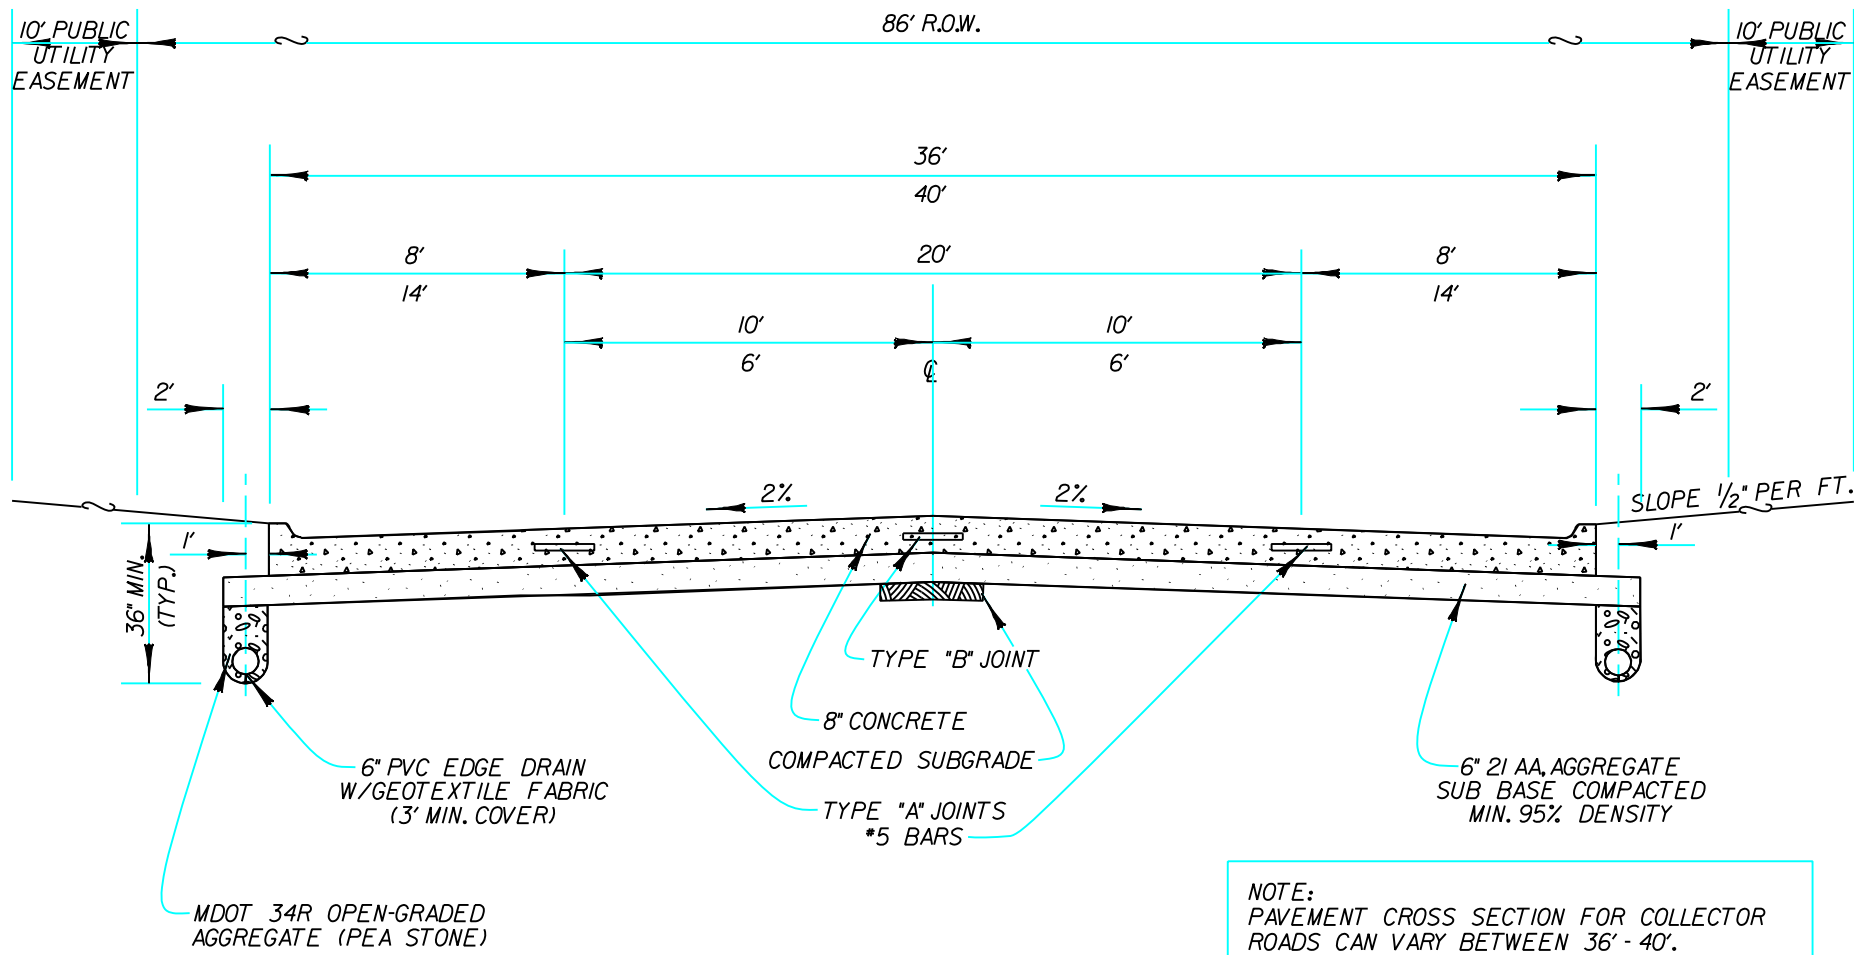 10' PUBLIC
UTILITY
EASEMENT
86' R.O.W.
10' PUBLIC
UTILITY
EASEMENT
36'
40'
8'
20'
8'
14'
14'
10'
10'
6'
6'
℄
2'
2'
2%
2%
SLOPE 1/2" PER FT.
1'
1'
36" MIN.
(TYP.)
TYPE "B" JOINT
8" CONCRETE
COMPACTED SUBGRADE
6" PVC EDGE DRAIN
W/GEOTEXTILE FABRIC
(3' MIN. COVER)
TYPE "A" JOINTS
#5 BARS
6" 21 AA, AGGREGATE
SUB BASE COMPACTED
MIN. 95% DENSITY
MDOT 34R OPEN-GRADED
AGGREGATE (PEA STONE)
NOTE:
PAVEMENT CROSS SECTION FOR COLLECTOR
ROADS CAN VARY BETWEEN 36' - 40'.